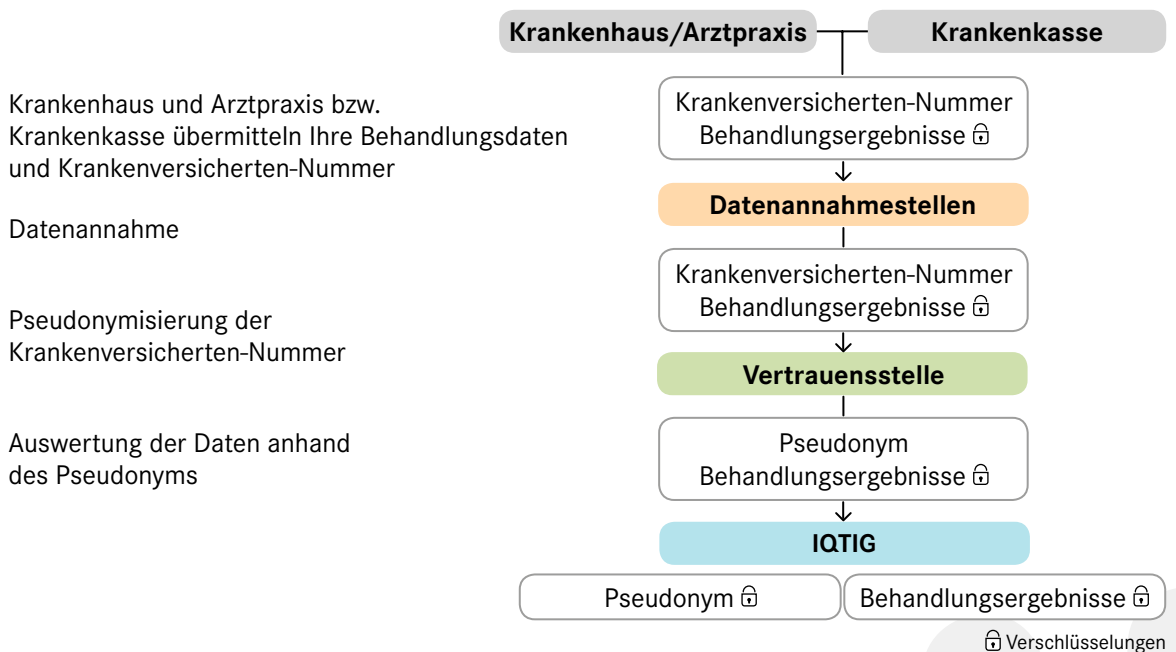 Krankenhaus/Arztpraxis
Krankenkasse
Krankenhaus und Arztpraxis bzw.
Krankenkasse übermitteln Ihre Behandlungsdaten
und Krankenversicherten-Nummer
Krankenversicherten-Nummer
Behandlungsergebnisse
Datenannahmestellen
Datenannahme
Krankenversicherten-Nummer
Behandlungsergebnisse
Pseudonymisierung der
Krankenversicherten-Nummer
Vertrauensstelle
Auswertung der Daten anhand
des Pseudonyms
Pseudonym
Behandlungsergebnisse
IQTIG
Pseudonym
Behandlungsergebnisse
Verschlüsselungen